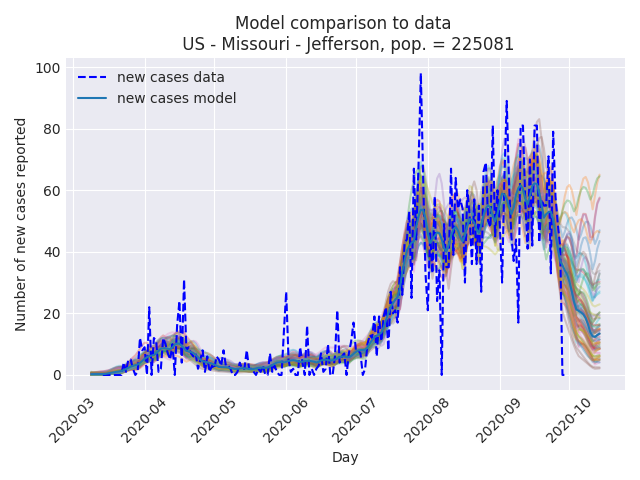 Model comparison to data
US - Missouri - Jefferson, pop. = 225081
new cases data
new cases model
Number of new cases reported
100
80
60
40
20
0
2020-03
2020-04
2020-05
2020-06
2020-07
2020-08
2020-09
2020-10
Day